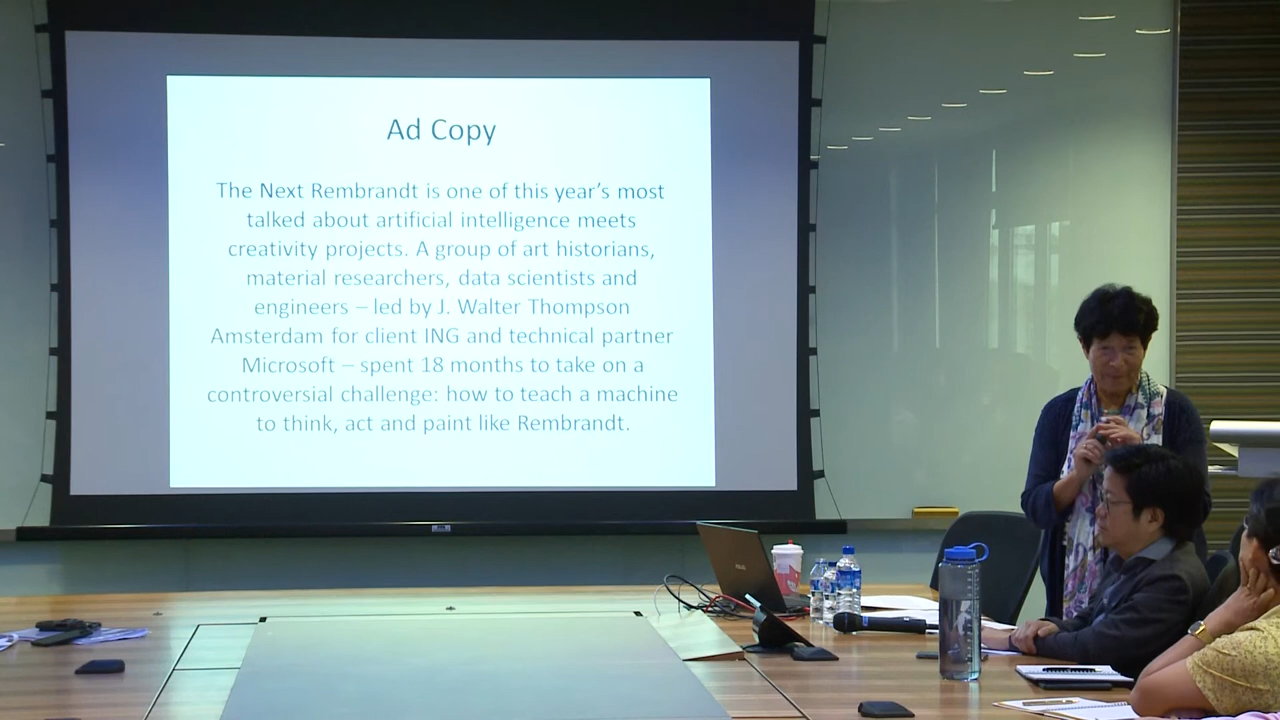 Ad Copy
The Next Rembrandt is one of this year's most
talked about artificial intelligence meets
creativity projects. A group of art historians,
material researchers, data scientists and
engineers – led by J. Walter Thompson
Amsterdam for client ING and technical partner
Microsoft – spent 18 months to take on a
controversial challenge: how to teach a machine
to think, act and paint like Rembrandt.